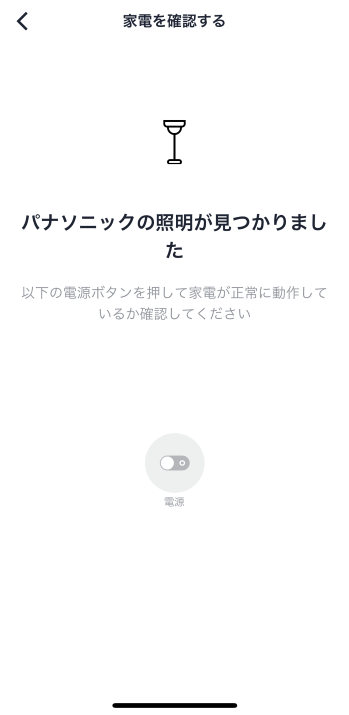 家電を確認する
パナソニックの照明が見つかりまし
た
以下の電源ボタンを押して家電が正常に動作して
いるか確認してください
電源